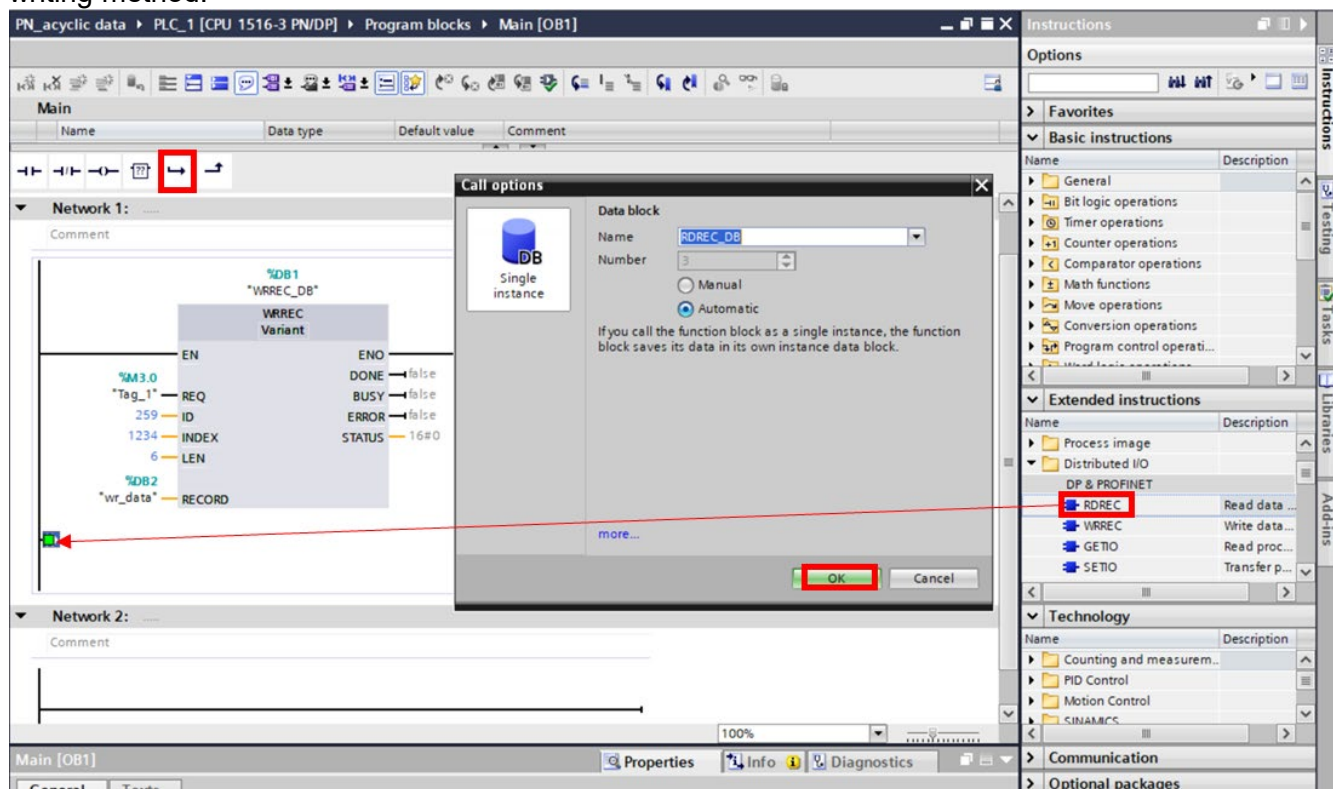 writing method.
PN_acyclic data ▸ PLC_1 [CPU 1516-3 PN/DP] ▸ Program blocks ▸ Main [OB1]
Instructions
Options
Main
Name Data type Default value Comment
Favorites
Basic instructions
Name Description
General
Bit logic operations
Timer operations
Counter operations
Comparator operations
Math functions
Move operations
Conversion operations
Program control operati...
Extended instructions
Name Description
Process image
Distributed I/O
DP & PROFINET
RDREC Read data ...
WRREC Write data...
GETIO Read proc...
SETIO Transfer p...
Technology
Name Description
Counting and measurem..
PID Control
Motion Control
SINAMICS
Communication
Optional packages
Instructions
Testing
Tasks
Libraries
Add-ins
??
Network 1: .....
Comment
%DB1
"WRREC_DB"
WRREC
Variant
EN ENO
DONE false
%M3.0
"Tag_1" REQ BUSY false
259 ID ERROR false
1234 INDEX STATUS 16#0
6 LEN
%DB2
"wr_data" RECORD
Call options
DB
Single
instance
Data block
Name RDREC_DB
Number 3
Manual
Automatic
If you call the function block as a single instance, the function
block saves its data in its own instance data block.
more...
OK Cancel
Network 2: .....
Comment
100%
Main [OB1] Properties Info Diagnostics
General Texts